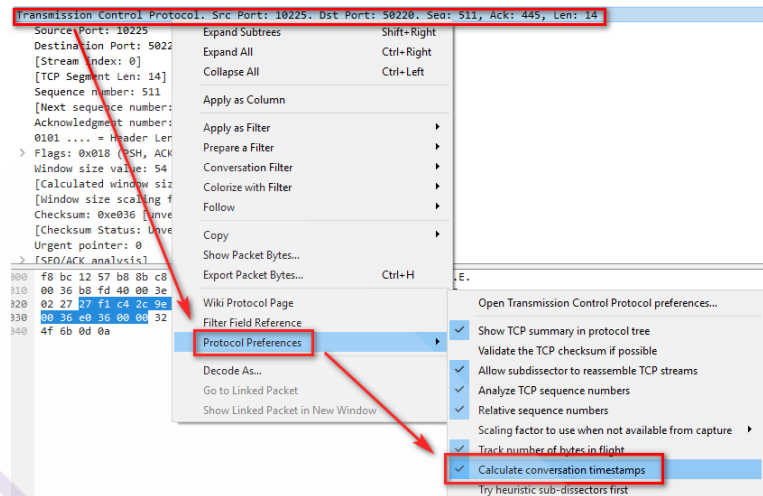 Transmission Control Protocol. Src Port: 10225. Dst Port: 50220. Seq: 511, Ack: 445, Len: 14
Source Port: 10225
Destination Port: 5022
[Stream index: 0]
[TCP Segment Len: 14]
Sequence number: 511
[Next sequence number:
Acknowledgment number:
0101 .... = Header Len
Flags: 0x018 (PSH, ACK
Window size value: 54
[Calculated window siz
[Window size scaling f
Checksum: 0xe036 [unve
[Checksum Status: Unve
Urgent pointer: 0
[SEQ/ACK analysis]
Expand Subtrees Shift+Right
Expand All Ctrl+Right
Collapse All Ctrl+Left
Apply as Column
Apply as Filter
Prepare a Filter
Conversation Filter
Colorize with Filter
Follow
Copy
Show Packet Bytes...
Export Packet Bytes... Ctrl+H
Wiki Protocol Page
Filter Field Reference
Protocol Preferences
Decode As...
Go to Linked Packet
Show Linked Packet in New Window
000 f8 bc 12 57 b8 8b c8
010 00 36 b8 fd 40 00 3e
020 02 27 27 f1 c4 2c 9e
030 00 36 e0 36 00 00 32
040 4f 6b 0d 0a
.E.
Open Transmission Control Protocol preferences...
Show TCP summary in protocol tree
Validate the TCP checksum if possible
Allow subdissector to reassemble TCP streams
Analyze TCP sequence numbers
Relative sequence numbers
Scaling factor to use when not available from capture
Track number of bytes in flight
Calculate conversation timestamps
Try heuristic sub-dissectors first